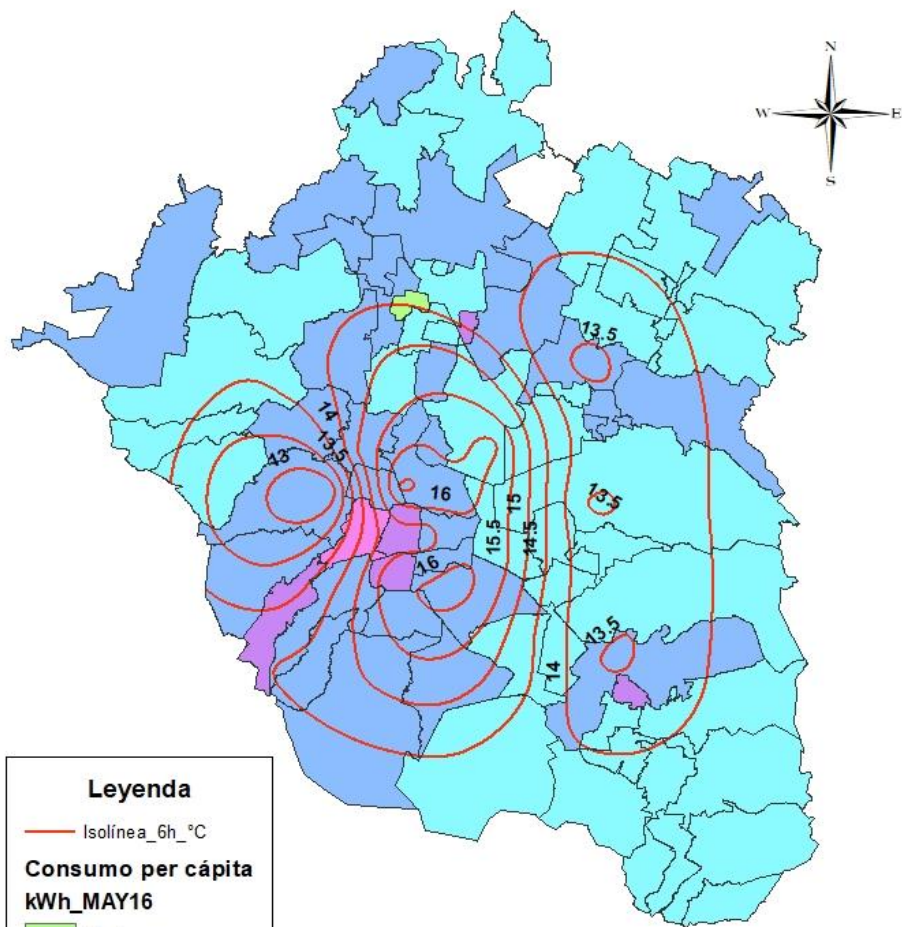 N
W E
S
13.5
14
13.5
13
16
13.5
15
15.5
14.5
16
13.5
14
Leyenda
Isolínea_6h_°C
Consumo per cápita
kWh_MAY16